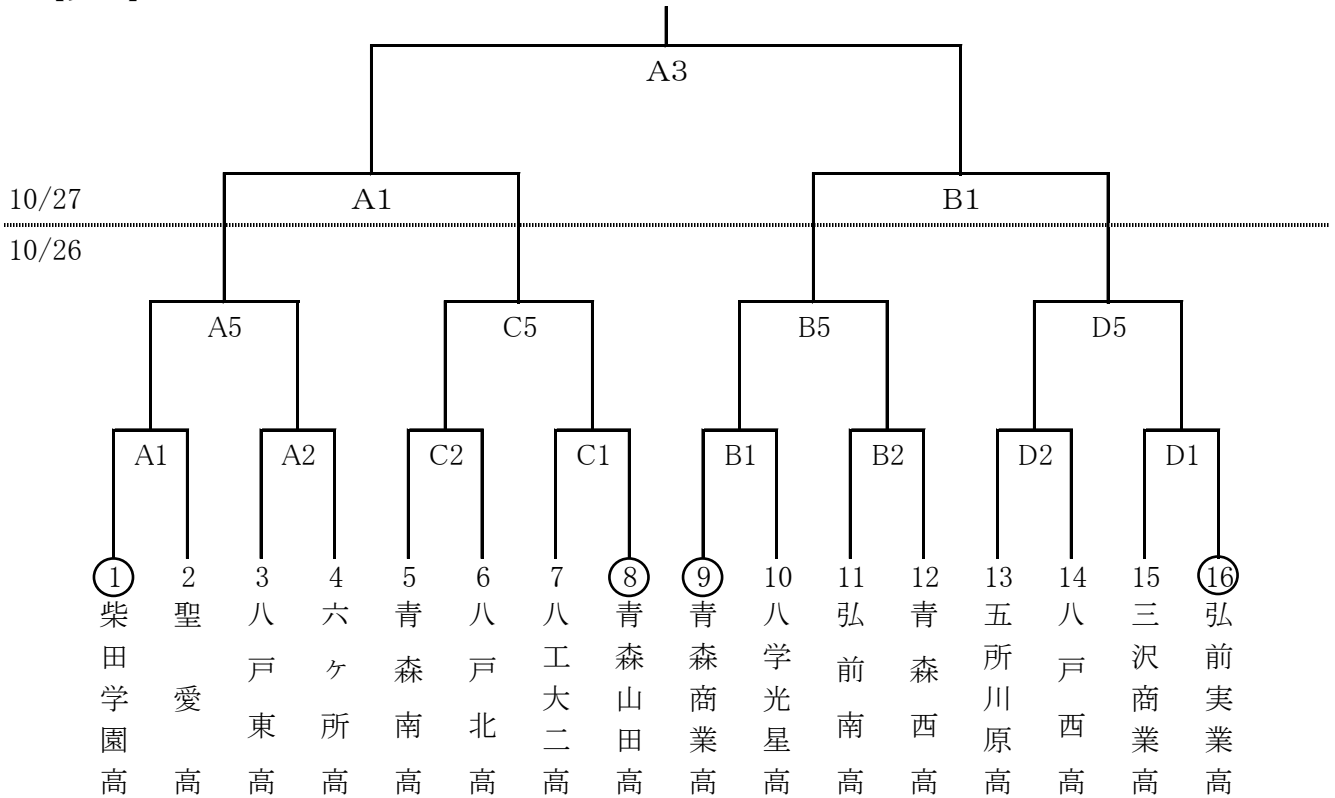 A3
10/27
A1
B1
10/26
A5
C5
B5
D5
A1
A2
C2
C1
B1
B2
D2
D1
1
2
3
4
5
6
7
8
9
10
11
12
13
14
15
16
柴田学園高
聖愛高
八戸東高
六ヶ所高
青森南高
八戸北高
八工大二高
青森山田高
青森商業高
八学光星高
弘前南高
青森西高
五所川原高
八戸西高
三沢商業高
弘前実業高